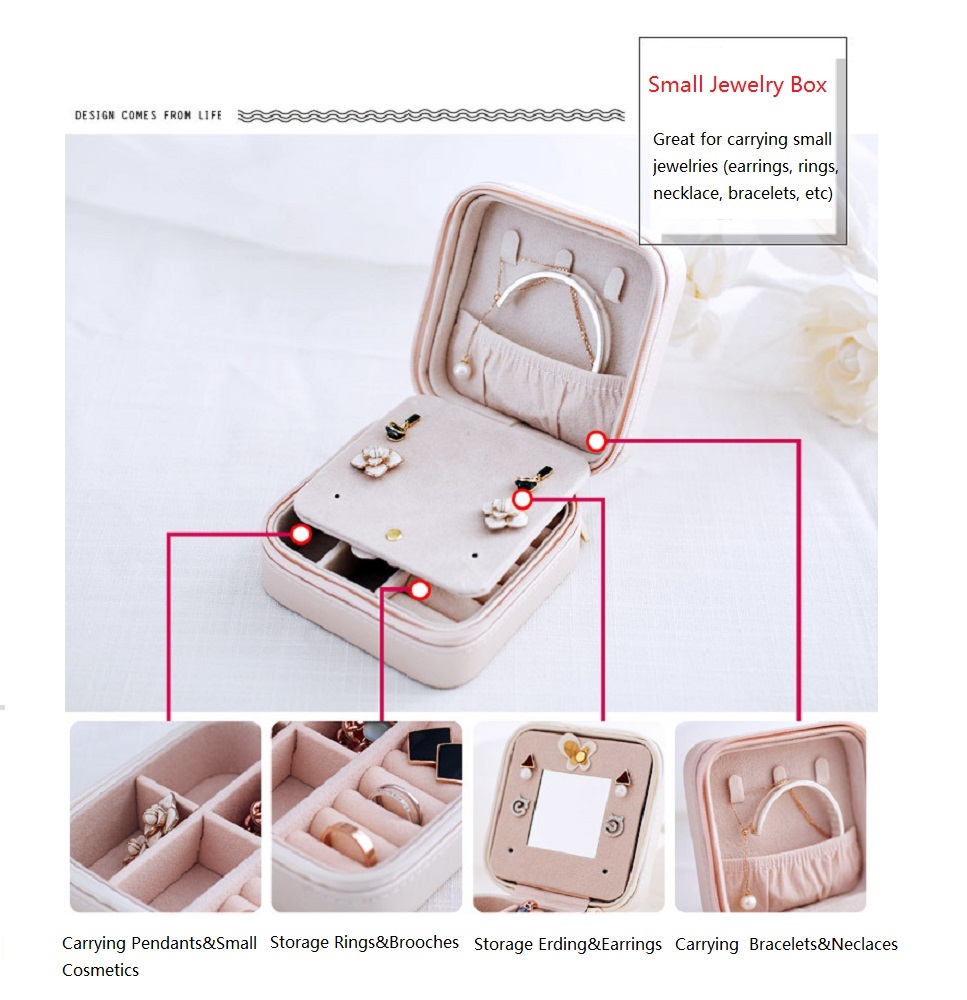 DESIGN COMES FROM LIFE
Small Jewelry Box
Great for carrying small
jewelries (earrings, rings,
necklace, bracelets, etc)
Carrying Pendants&Small
Cosmetics
Storage Rings&Brooches
Storage Erding&Earrings
Carrying Bracelets&Neclaces